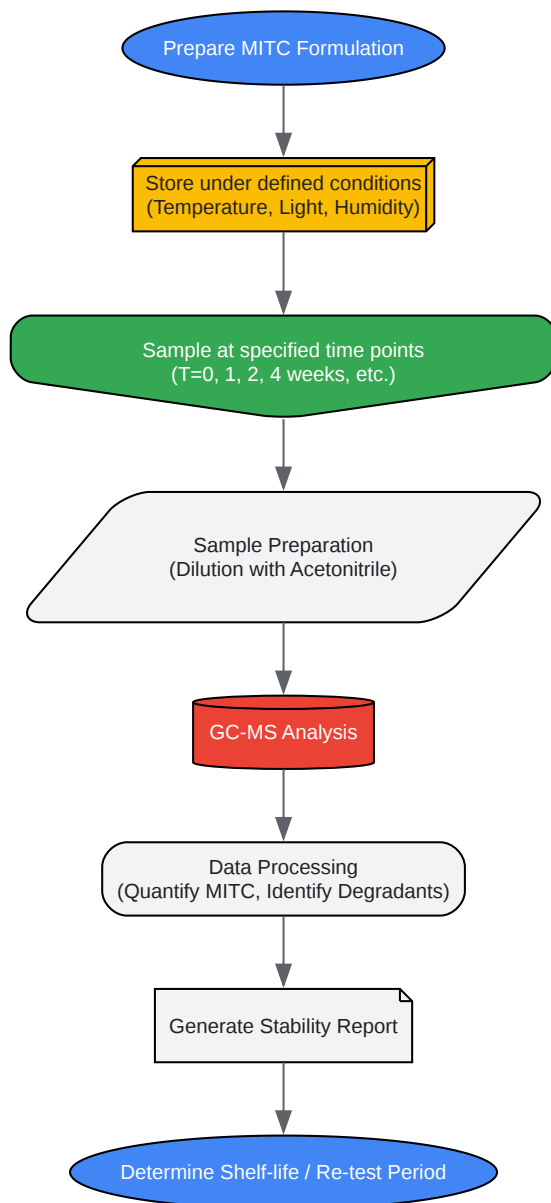 Prepare MITC Formulation
Store under defined conditions
(Temperature, Light, Humidity)
Sample at specified time points
(T=0, 1, 2, 4 weeks, etc.)
Sample Preparation
(Dilution with Acetonitrile)
GC-MS Analysis
Data Processing
(Quantify MITC, Identify Degradants)
Generate Stability Report
Determine Shelf-life / Re-test Period